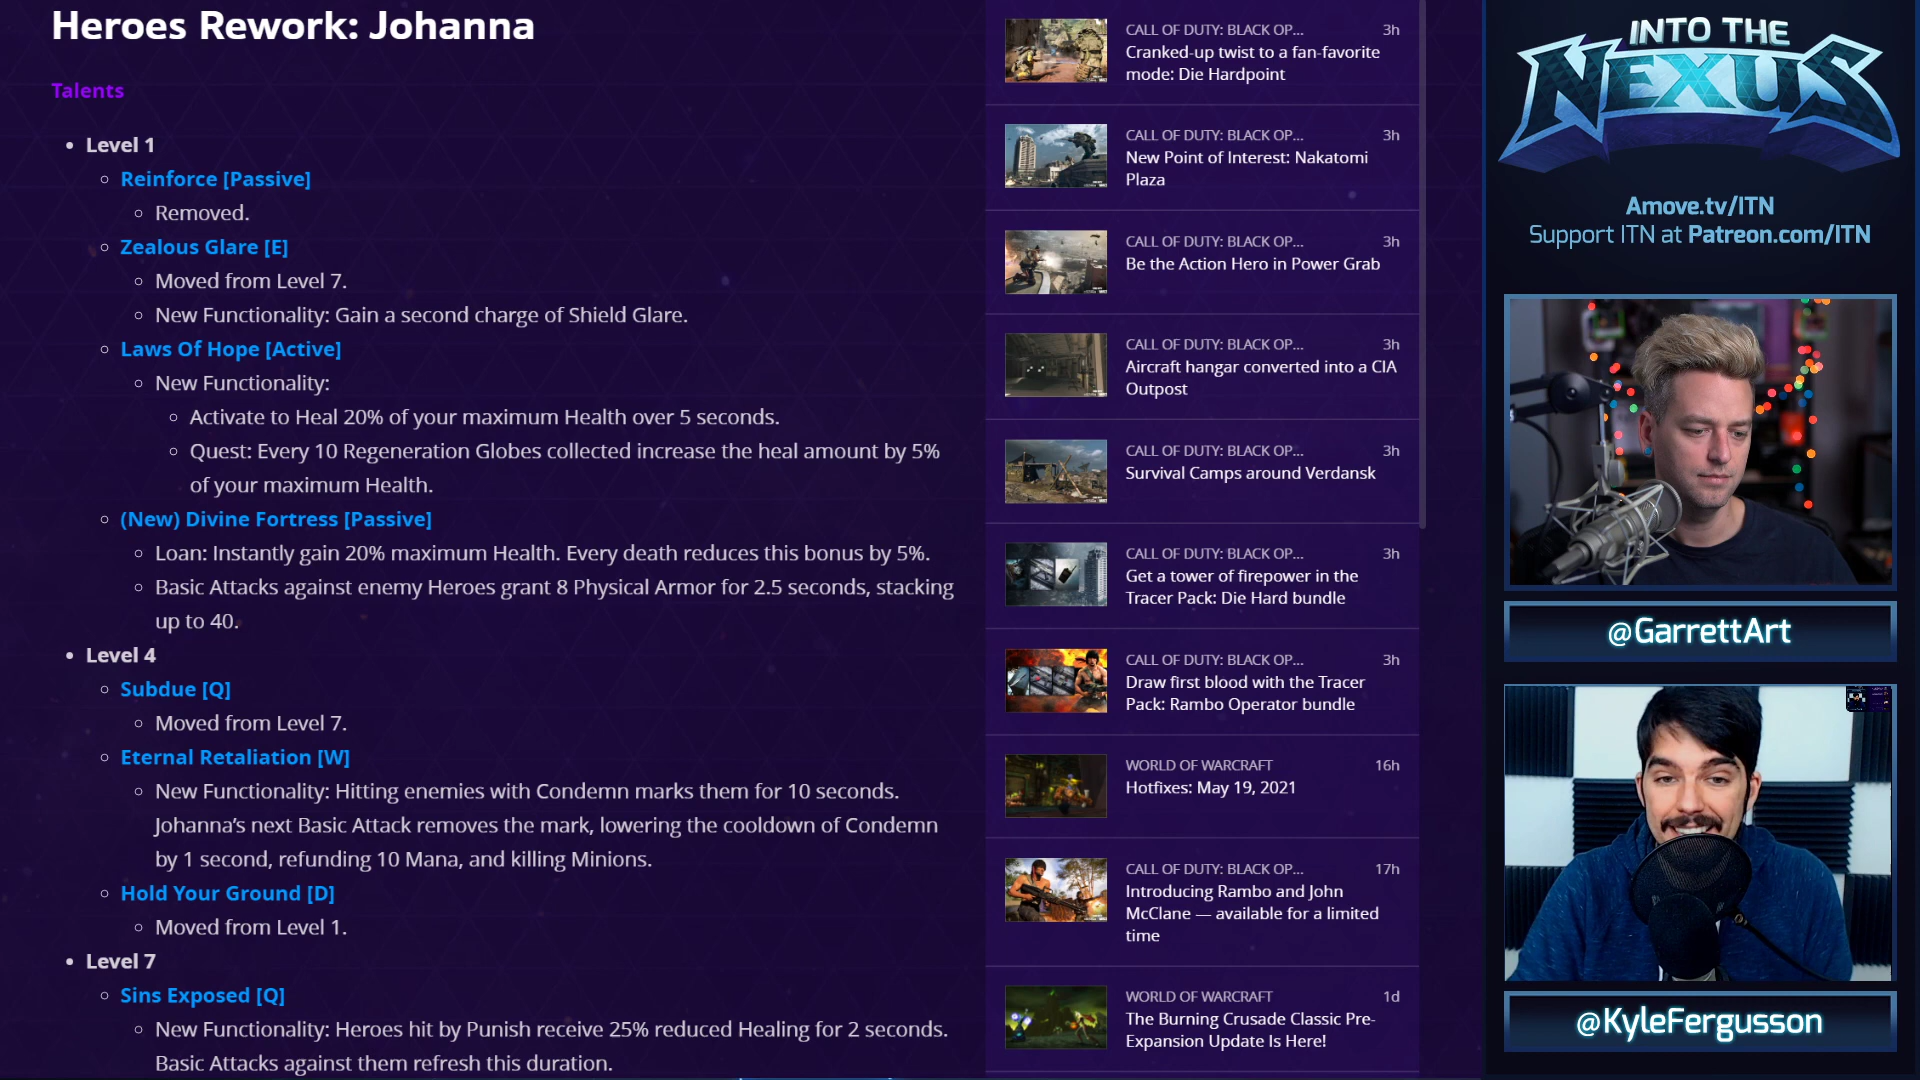 Heroes Rework: Johanna
Talents
Level 1
Reinforce [Passive]
Removed.
Zealous Glare [E]
Moved from Level 7.
New Functionality: Gain a second charge of Shield Glare.
Laws Of Hope [Active]
New Functionality:
Activate to Heal 20% of your maximum Health over 5 seconds.
Quest: Every 10 Regeneration Globes collected increase the heal amount by 5%
of your maximum Health.
(New) Divine Fortress [Passive]
Loan: Instantly gain 20% maximum Health. Every death reduces this bonus by 5%.
Basic Attacks against enemy Heroes grant 8 Physical Armor for 2.5 seconds, stacking
up to 40.
Level 4
Subdue [Q]
Moved from Level 7.
Eternal Retaliation [W]
New Functionality: Hitting enemies with Condemn marks them for 10 seconds.
Johanna's next Basic Attack removes the mark, lowering the cooldown of Condemn
by 1 second, refunding 10 Mana, and killing Minions.
Hold Your Ground [D]
Moved from Level 1.
Level 7
Sins Exposed [Q]
New Functionality: Heroes hit by Punish receive 25% reduced Healing for 2 seconds.
Basic Attacks against them refresh this duration.
CALL OF DUTY: BLACK OP... 3h
Cranked-up twist to a fan-favorite
mode: Die Hardpoint
CALL OF DUTY: BLACK OP... 3h
New Point of Interest: Nakatomi
Plaza
CALL OF DUTY: BLACK OP... 3h
Be the Action Hero in Power Grab
CALL OF DUTY: BLACK OP... 3h
Aircraft hangar converted into a CIA
Outpost
CALL OF DUTY: BLACK OP... 3h
Survival Camps around Verdansk
CALL OF DUTY: BLACK OP... 3h
Get a tower of firepower in the
Tracer Pack: Die Hard bundle
CALL OF DUTY: BLACK OP... 3h
Draw first blood with the Tracer
Pack: Rambo Operator bundle
WORLD OF WARCRAFT 16h
Hotfixes: May 19, 2021
CALL OF DUTY: BLACK OP... 17h
Introducing Rambo and John
McClane — available for a limited
time
WORLD OF WARCRAFT 1d
The Burning Crusade Classic Pre-
Expansion Update Is Here!
INTO THE
NEXUS
Amove.tv/ITN
Support ITN at Patreon.com/ITN
@GarrettArt
@KyleFergusson